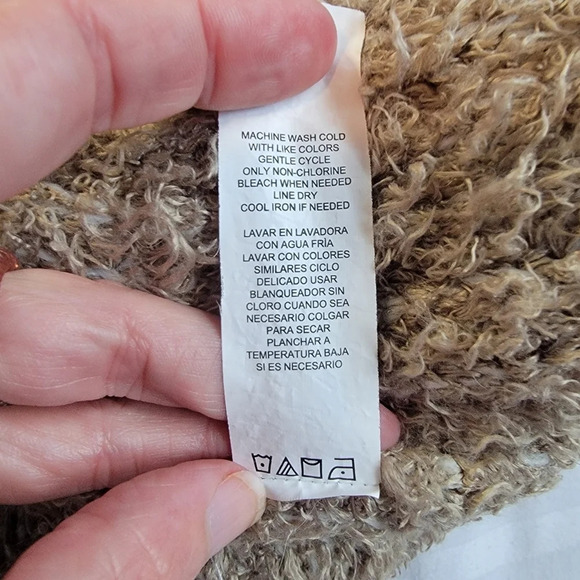 MACHINE WASH COLD
WITH LIKE COLORS
GENTLE CYCLE
ONLY NON-CHLORINE
BLEACH WHEN NEEDED
LINE DRY
COOL IRON IF NEEDED
LAVAR EN LAVADORA
CON AGUA FRÍA
LAVAR CON COLORES
SIMILARES CICLO
DELICADO USAR
BLANQUEADOR SIN
CLORO CUANDO SEA
NECESARIO COLGAR
PARA SECAR
PLANCHAR A
TEMPERATURA BAJA
SI ES NECESARIO